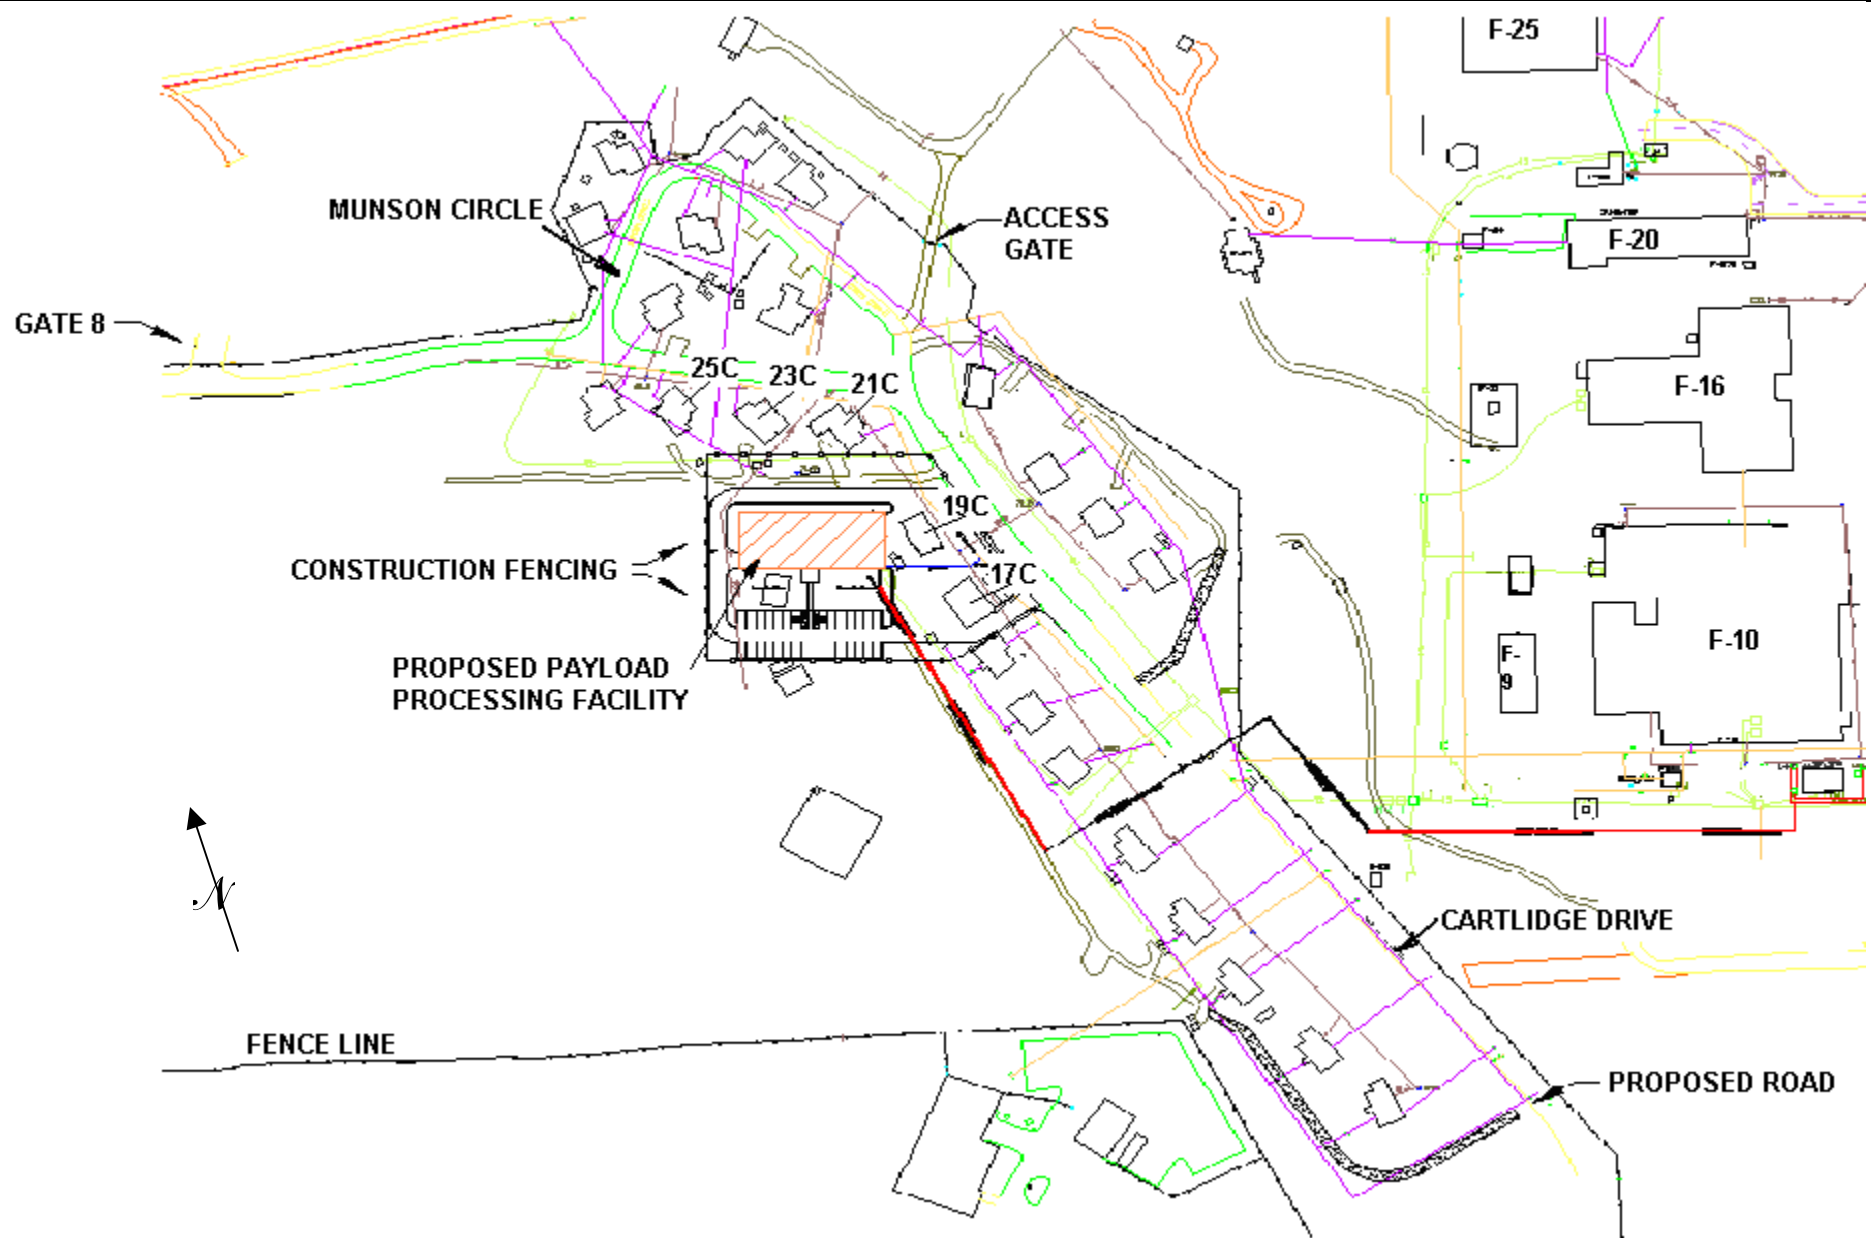 F-25
MUNSON CIRCLE
ACCESS
GATE
F-20
GATE 8
25C
23C
21C
F-16
19C
CONSTRUCTION FENCING
17C
F-10
F-
9
PROPOSED PAYLOAD
PROCESSING FACILITY
N
CARTLIDGE DRIVE
FENCE LINE
PROPOSED ROAD